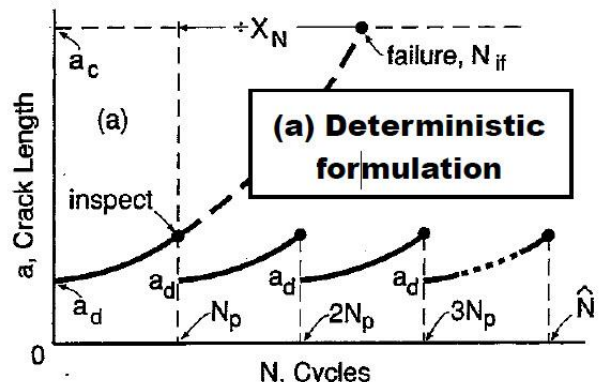 ÷ X_N
a_c
failure, N_if
(a)
(a) Deterministic
formulation
inspect
a, Crack Length
a_d
a_d
a_d
a_d
N_p
2N_p
3N_p
N̂
0
N, Cycles